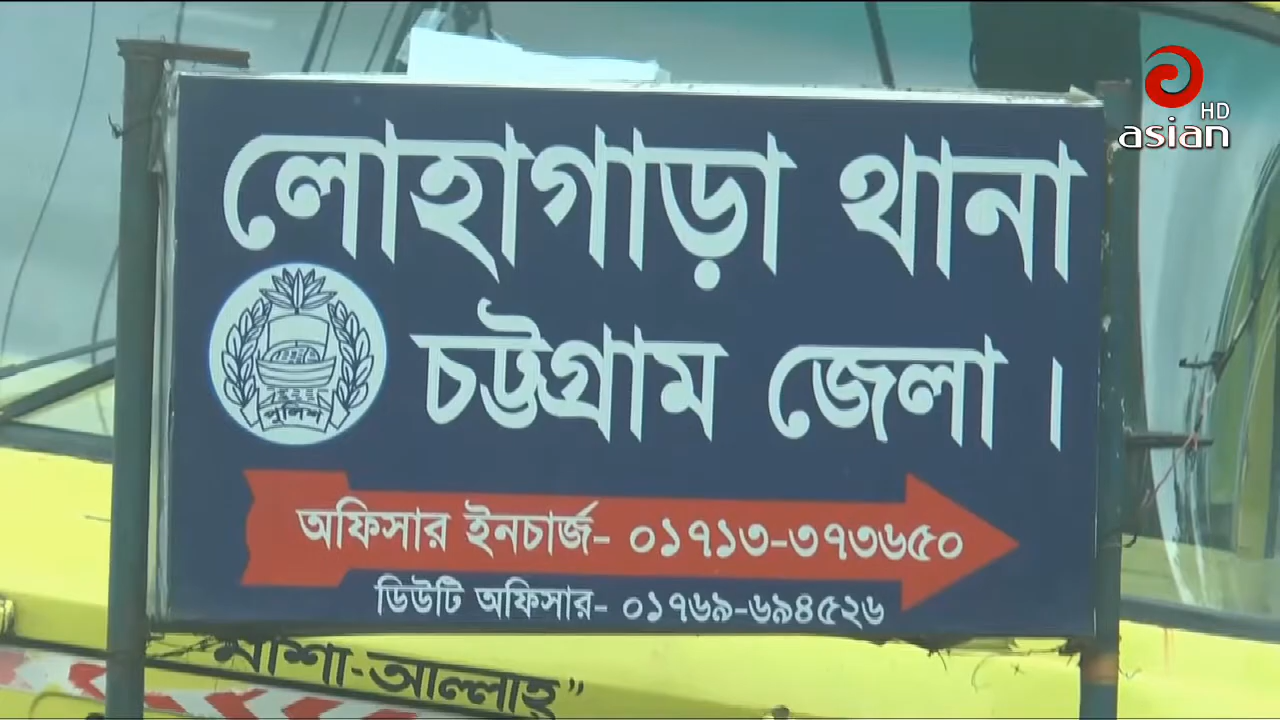 HD
asian
লোহাগাড়া থানা
চট্টগ্রাম জেলা ।
পুলিশ
অফিসার ইনচার্জ- ০১৭১৩-৩৭৩৬৫০
ডিউটি অফিসার- ০১৭৬৯-৬৯৪৫২৬
মাশা-আল্লাহ্”